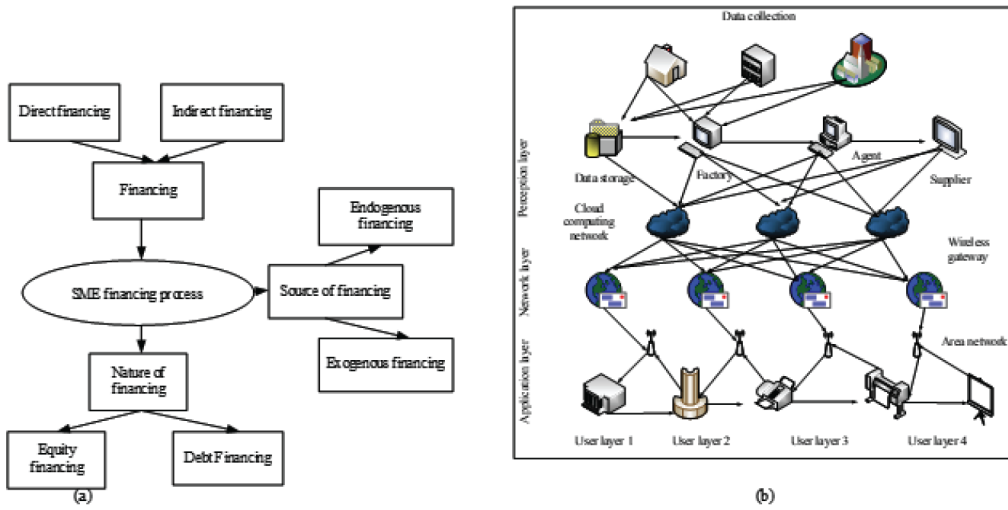 Direct financing
Indirect financing
Financing
Endogenous
financing
SME financing process
Source of financing
Exogenous financing
Nature of
financing
Equity
financing
Debt Financing
(a)
Data collection
Perception layer
Data storage
Factory
Agent
Supplier
Cloud
computing
network
Wireless
gateway
Network layer
Area network
Application layer
User layer 1
User layer 2
User layer 3
User layer 4
(b)